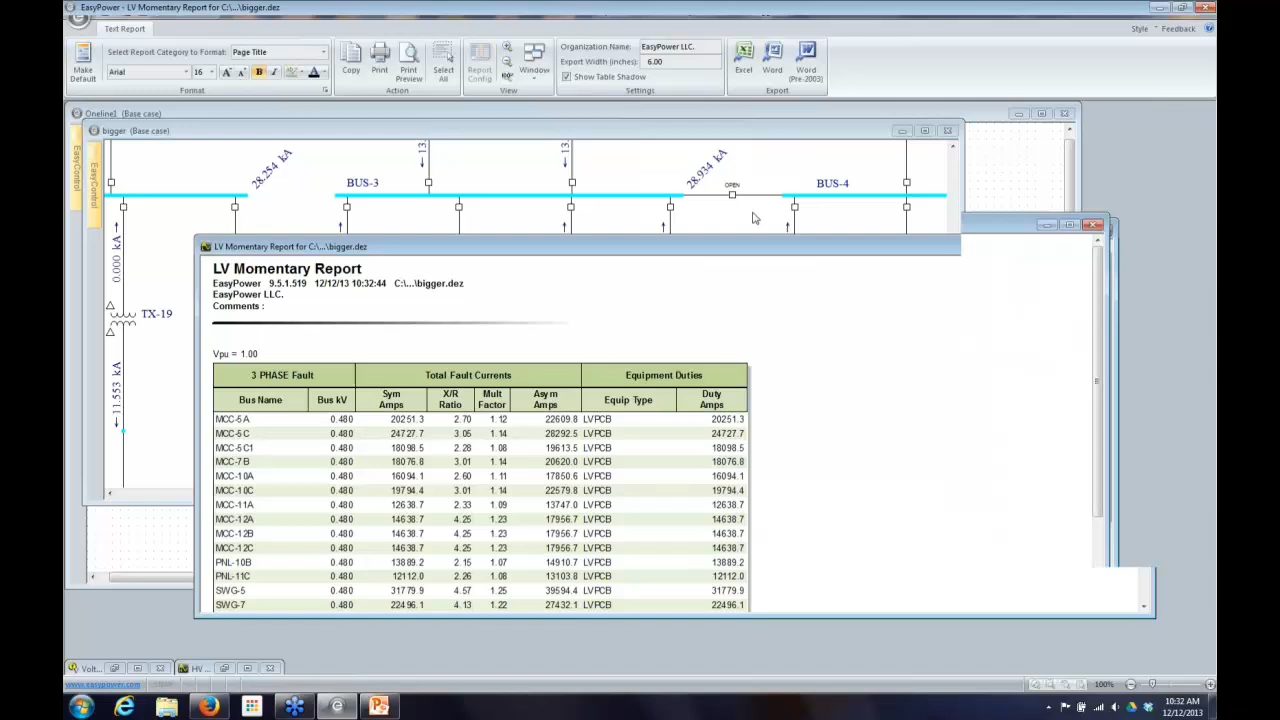 EasyPower - LV Momentary Report for C:\...\bigger.dez
Text Report
Style
Feedback
Select Report Category to Format: Page Title
Organization Name: EasyPower LLC.
Export Width (inches): 6.00
Show Table Shadow
Arial 16
Make Default
Copy
Print
Print Preview
Select All
Report Config
Window
Excel
Word
Word (Pre-2003)
Format
Action
View
Settings
Export
Oneline1 (Base case)
bigger (Base case)
EasyControl
EasyControl
28.254 kA
BUS-3
13.
13.
28.934 kA
OPEN
BUS-4
0.000 kA
TX-19
11.553 kA
LV Momentary Report for C:\...\bigger.dez
LV Momentary Report
EasyPower 9.5.1.519 12/12/13 10:32:44 C:\...\bigger.dez
EasyPower LLC.
Comments :
Vpu = 1.00
3 PHASE Fault Total Fault Currents Equipment Duties
Bus Name Bus kV Sym Amps X/R Ratio Mult Factor Asym Amps Equip Type Duty Amps
MCC-5A 0.480 20251.3 2.70 1.12 22609.8 LVPCB 20251.3
MCC-5C 0.480 24727.7 3.05 1.14 28292.5 LVPCB 24727.7
MCC-5C1 0.480 18098.5 2.28 1.08 19613.5 LVPCB 18098.5
MCC-7B 0.480 18076.8 3.01 1.14 20620.0 LVPCB 18076.8
MCC-10A 0.480 16094.1 2.60 1.11 17850.6 LVPCB 16094.1
MCC-10C 0.480 19794.4 3.01 1.14 22579.8 LVPCB 19794.4
MCC-11A 0.480 12638.7 2.33 1.09 13747.0 LVPCB 12638.7
MCC-12A 0.480 14638.7 4.25 1.23 17956.7 LVPCB 14638.7
MCC-12B 0.480 14638.7 4.25 1.23 17956.7 LVPCB 14638.7
MCC-12C 0.480 14638.7 4.25 1.23 17956.7 LVPCB 14638.7
PNL-10B 0.480 13889.2 2.15 1.07 14910.7 LVPCB 13889.2
PNL-11C 0.480 12112.0 2.26 1.08 13103.8 LVPCB 12112.0
SWG-5 0.480 31779.9 4.57 1.25 39594.4 LVPCB 31779.9
SWG-7 0.480 22496.1 4.13 1.22 27432.1 LVPCB 22496.1
Volt...
HV ...
www.easypower.com
100%
10:32 AM
12/12/2013